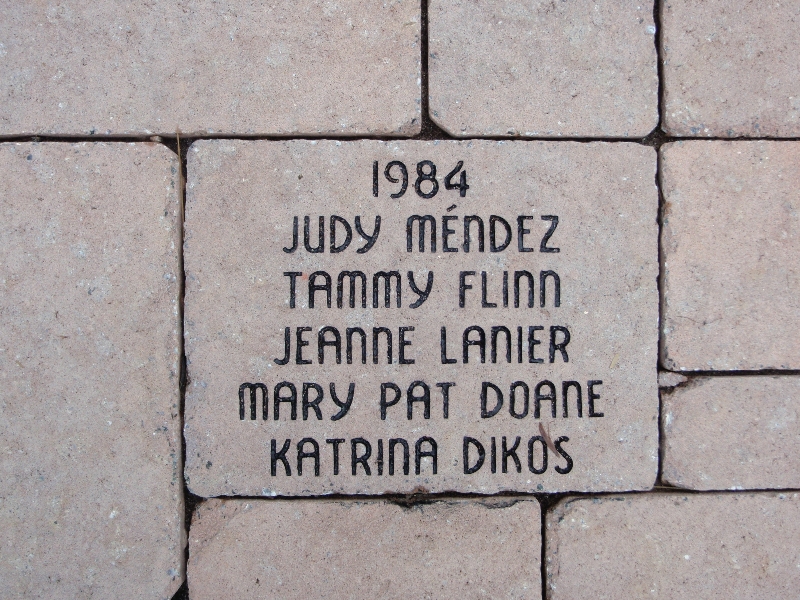 1984
JUDY MÉNDEZ
TAMMY FLINN
JEANNE LANIER
MARY PAT DOANE
KATRINA DIKOS